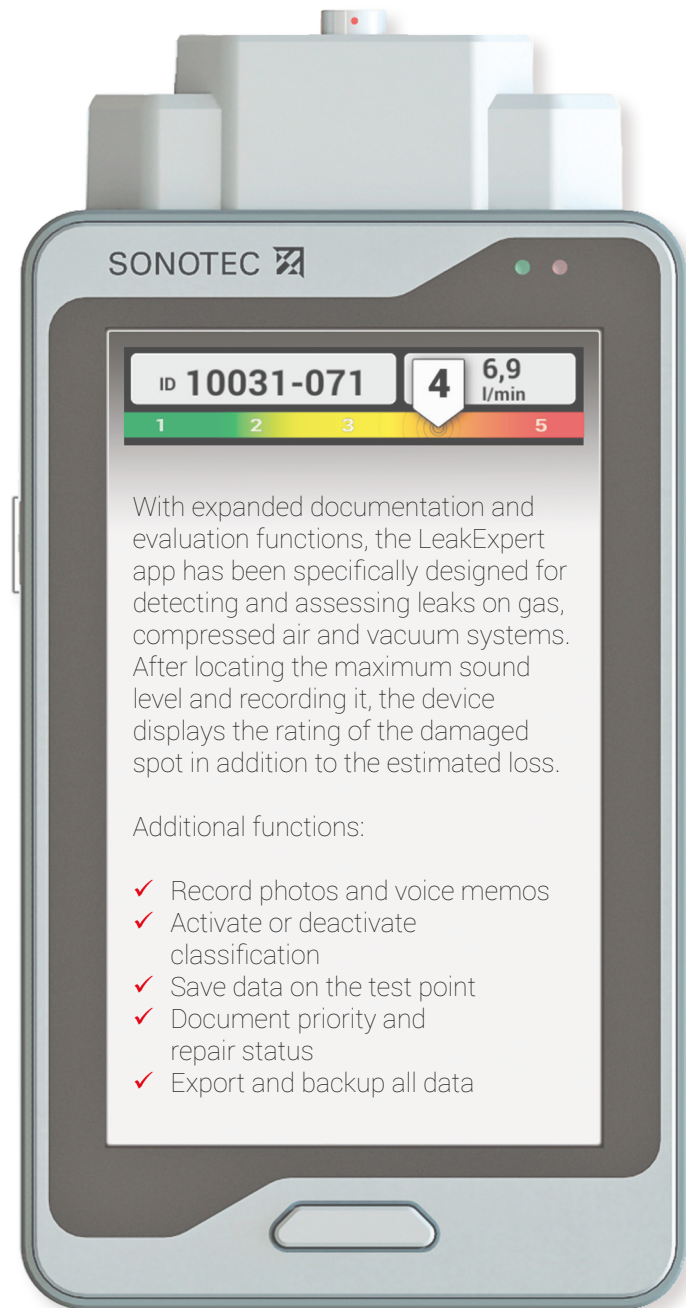 SONOTEC
ID 10031-071
4
6,9
l/min
1 2 3 5
With expanded documentation and
evaluation functions, the LeakExpert
app has been specifically designed for
detecting and assessing leaks on gas,
compressed air and vacuum systems.
After locating the maximum sound
level and recording it, the device
displays the rating of the damaged
spot in addition to the estimated loss.
Additional functions:
✓ Record photos and voice memos
✓ Activate or deactivate
classification
✓ Save data on the test point
✓ Document priority and
repair status
✓ Export and backup all data